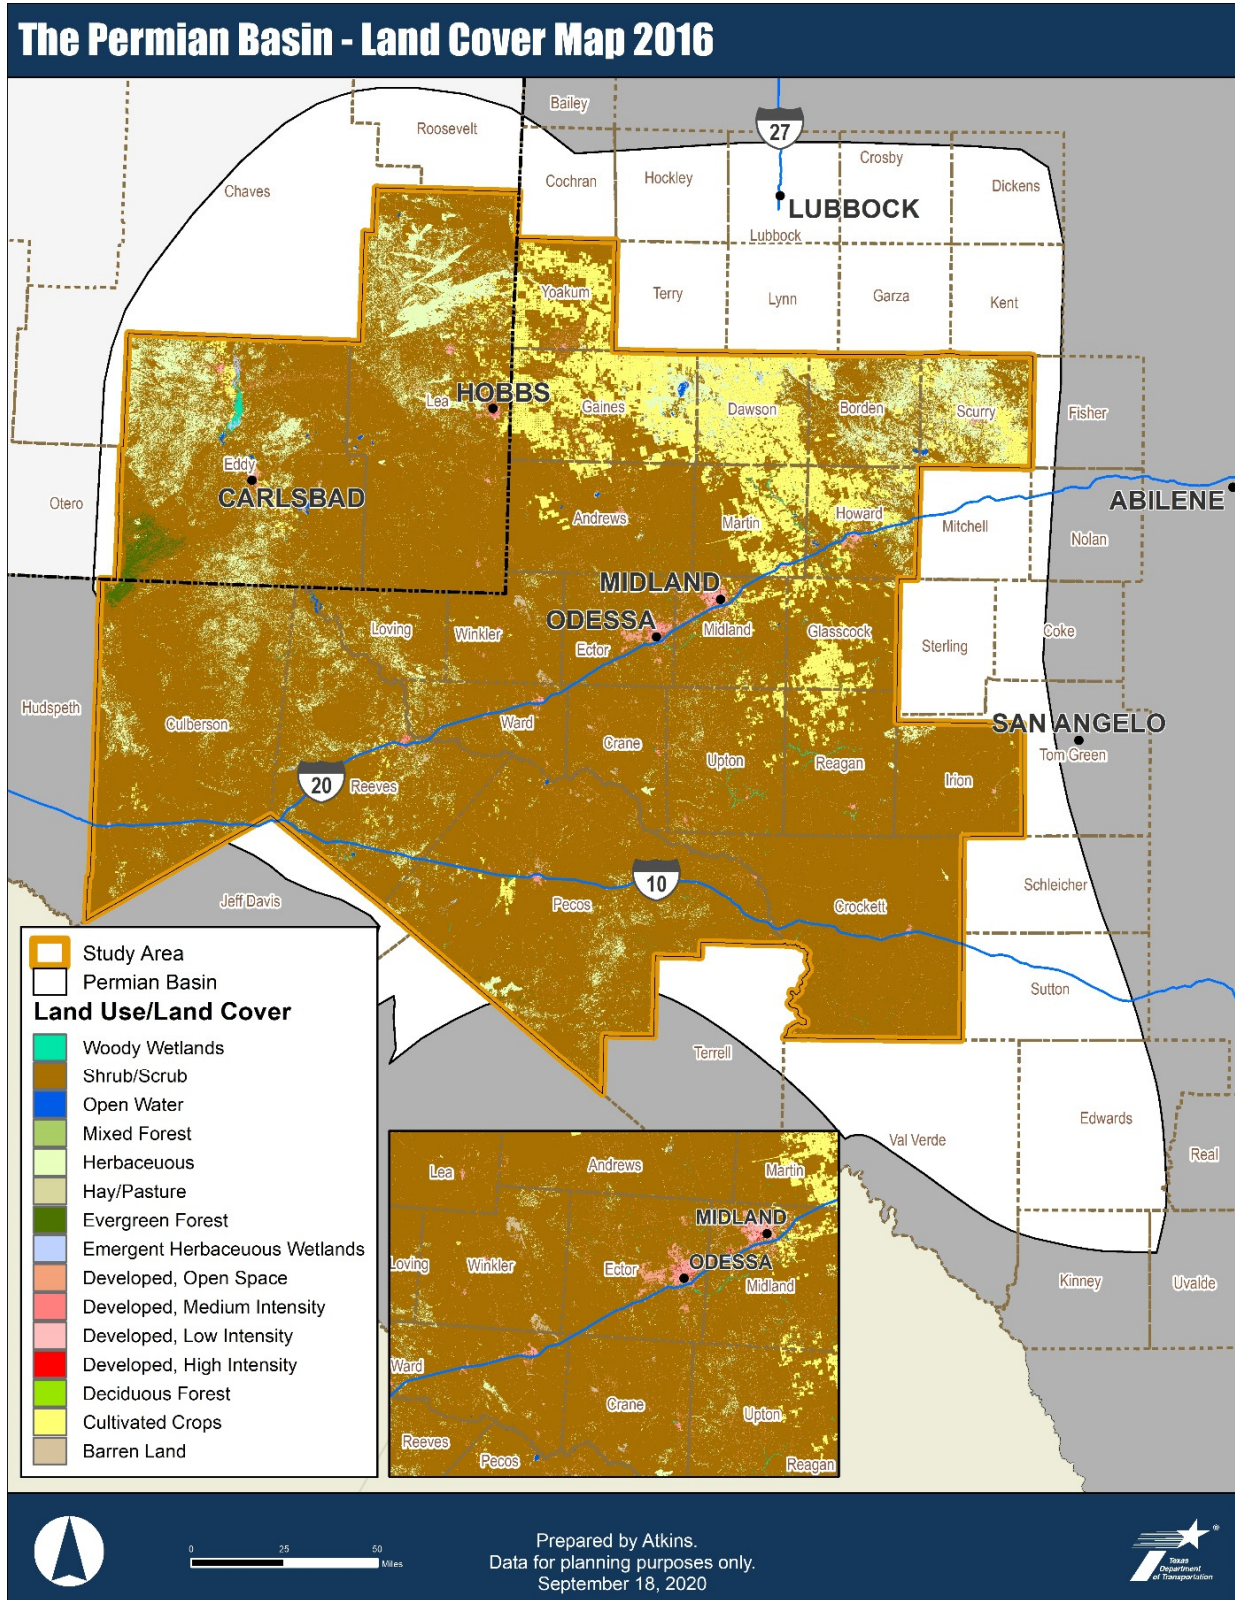 The Permian Basin - Land Cover Map 2016
Bailey
27
Roosevelt
Crosby
Chaves
Cochran
Hockley
Dickens
LUBBOCK
Lubbock
Yoakum
Terry
Lynn
Garza
Kent
HOBBS
Lea
Gaines
Dawson
Borden
Scurry
Fisher
Eddy
CARLSBAD
Otero
Andrews
Martin
Howard
Mitchell
ABILENE
Nolan
MIDLAND
ODESSA
Loving
Winkler
Ector
Midland
Glasscock
Sterling
Coke
Hudspeth
Culberson
Ward
Crane
SAN ANGELO
Tom Green
Upton
Reagan
Irion
20
Reeves
10
Pecos
Crockett
Schleicher
Jeff Davis
Sutton
Terrell
Val Verde
Edwards
Real
Kinney
Uvalde
Study Area
Permian Basin
Land Use/Land Cover
Woody Wetlands
Shrub/Scrub
Open Water
Mixed Forest
Herbaceuous
Hay/Pasture
Evergreen Forest
Emergent Herbaceuous Wetlands
Developed, Open Space
Developed, Medium Intensity
Developed, Low Intensity
Developed, High Intensity
Deciduous Forest
Cultivated Crops
Barren Land
Lea
Andrews
Martin
MIDLAND
Loving
Winkler
Ector
ODESSA
Midland
Ward
Crane
Upton
Reeves
Pecos
Reagan
0 25 50
Miles
Prepared by Atkins.
Data for planning purposes only.
September 18, 2020
®
Texas
Department
of Transportation